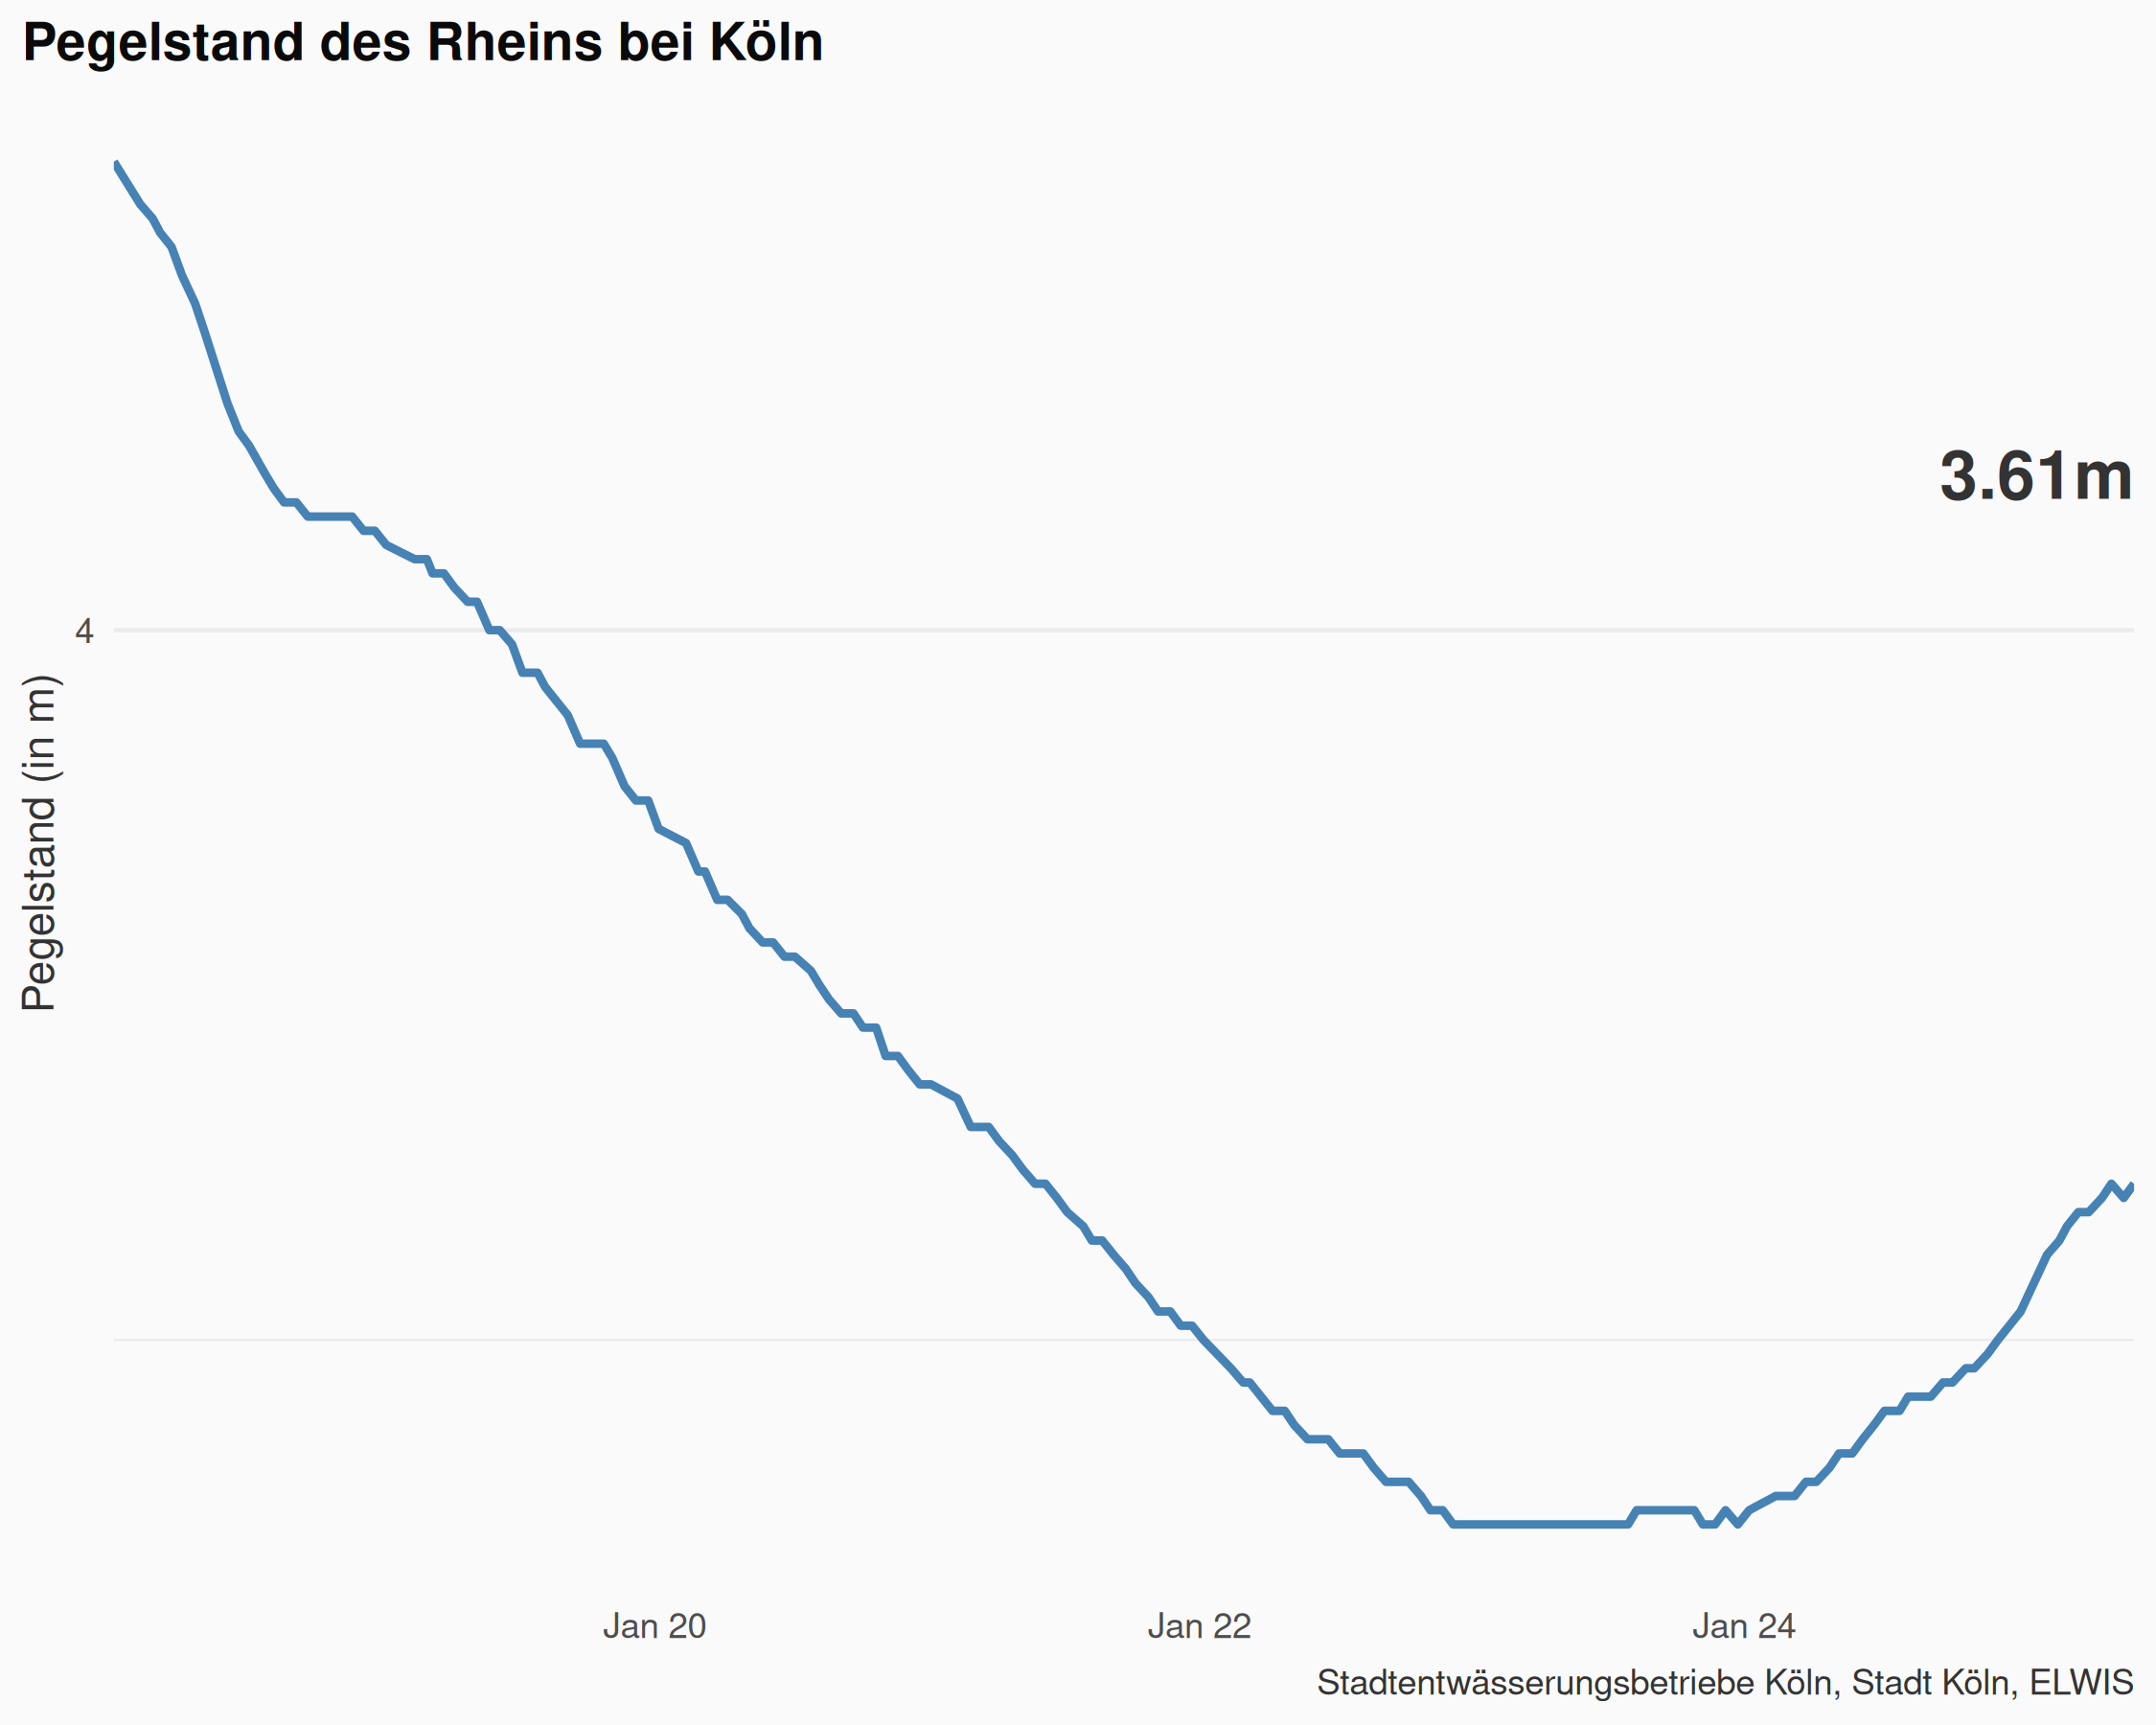 Pegelstand des Rheins bei Köln
3.61m
4
Pegelstand (in m)
Jan 20
Jan 22
Jan 24
Stadtentwässerungsbetriebe Köln, Stadt Köln, ELWIS